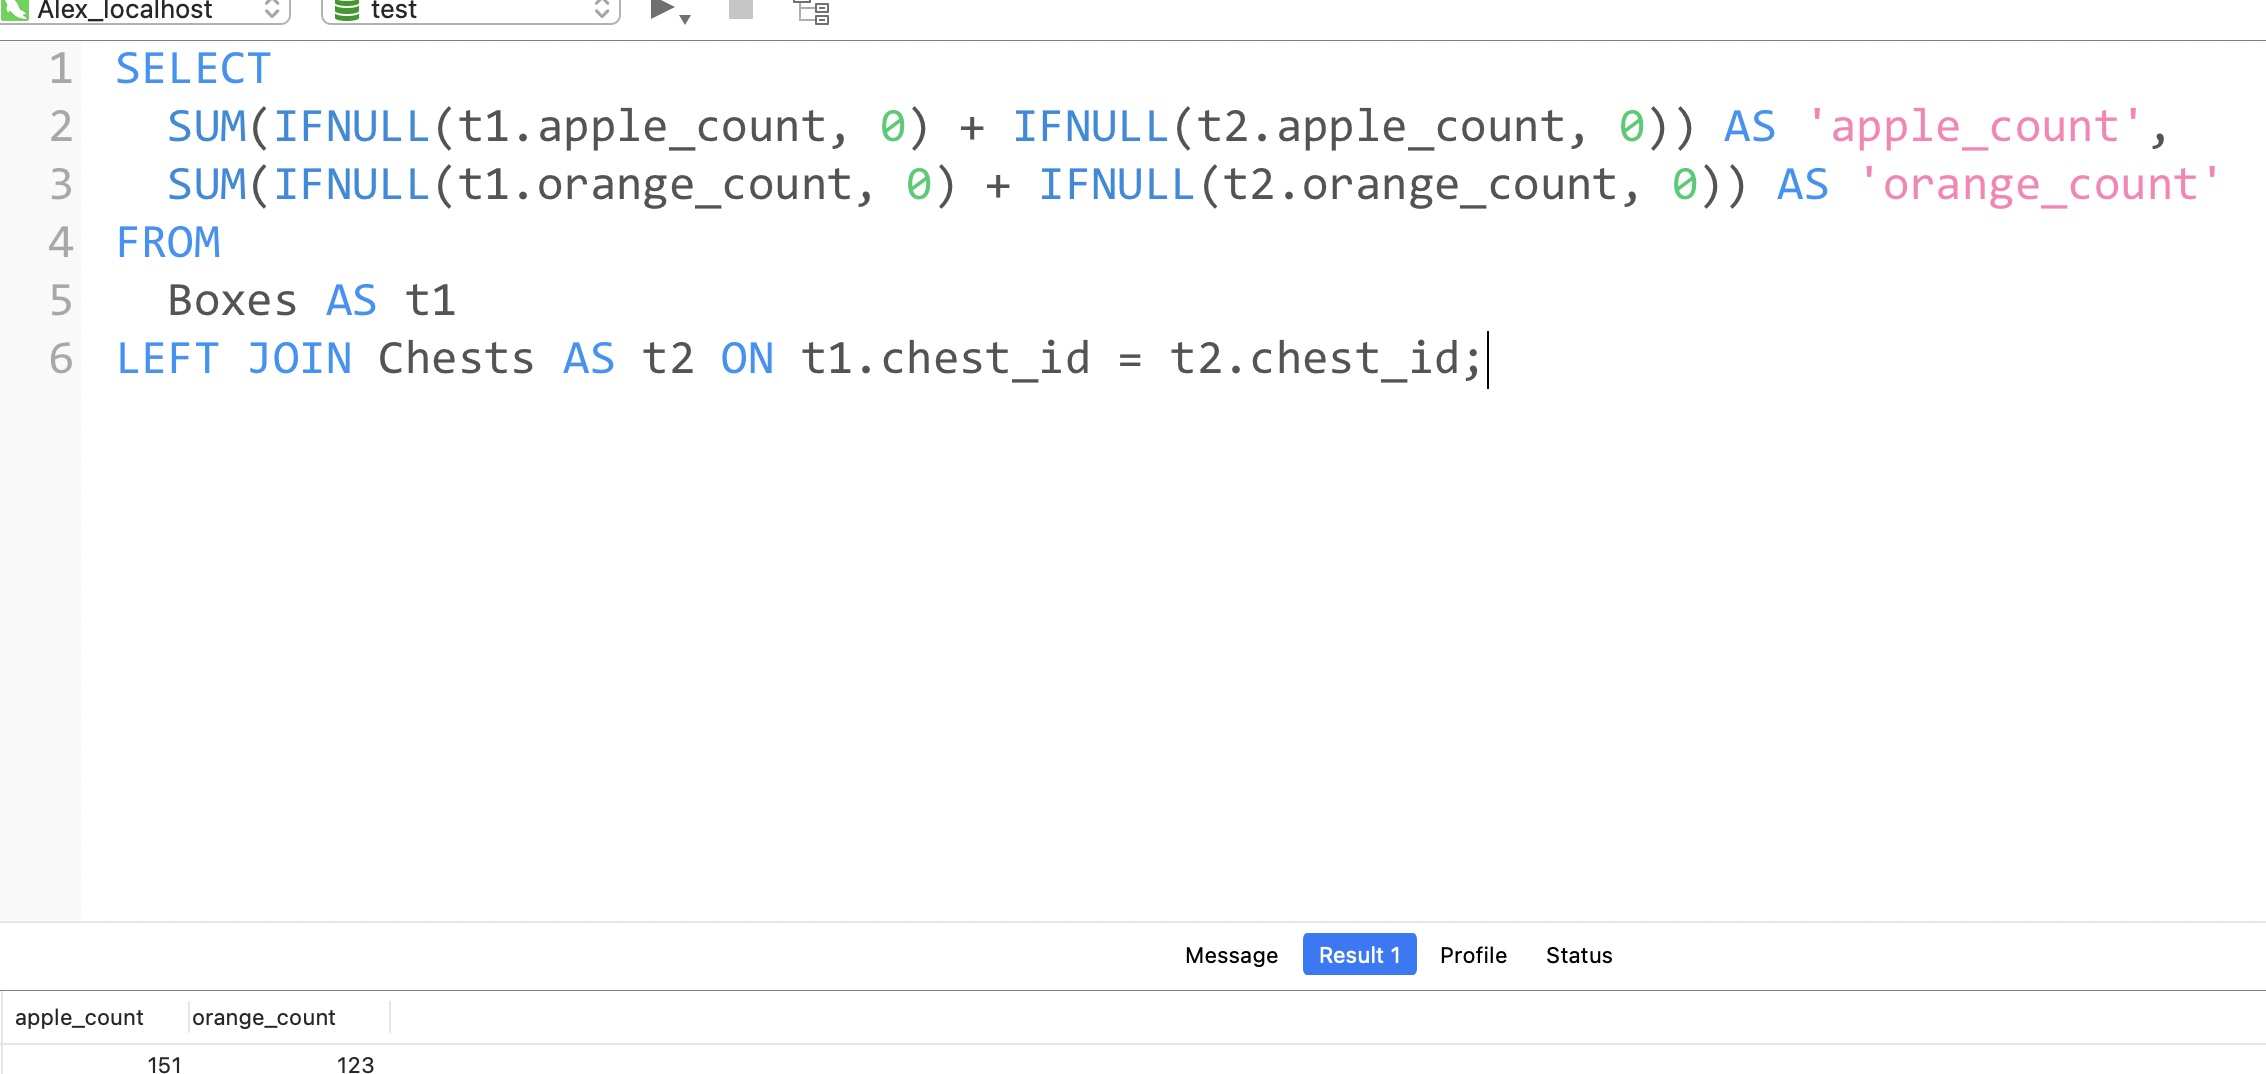 Alex_localhost test
1 SELECT
2 SUM(IFNULL(t1.apple_count, 0) + IFNULL(t2.apple_count, 0)) AS 'apple_count',
3 SUM(IFNULL(t1.orange_count, 0) + IFNULL(t2.orange_count, 0)) AS 'orange_count'
4 FROM
5 Boxes AS t1
6 LEFT JOIN Chests AS t2 ON t1.chest_id = t2.chest_id;
Message Result 1 Profile Status
apple_count orange_count
151 123